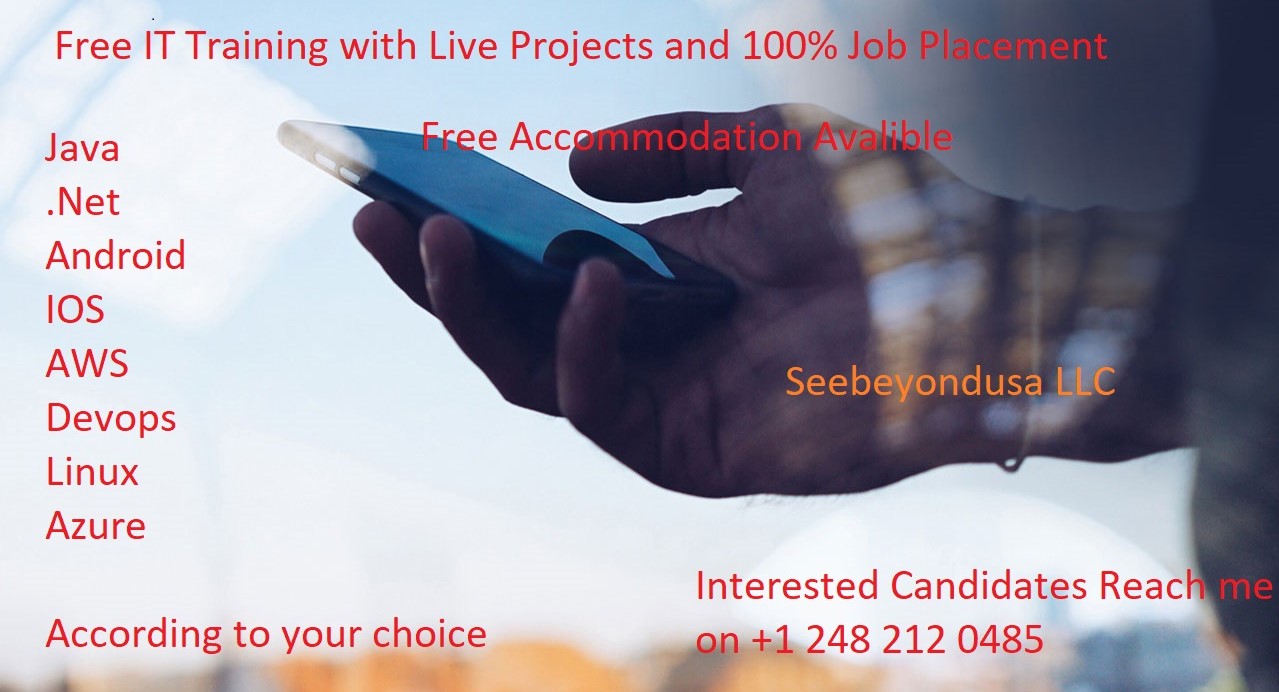 Free IT Training with Live Projects and 100% Job Placement
Free Accommodation Avalible
Java
.Net
Android
IOS
AWS
Devops
Linux
Azure
According to your choice
Seebeyondusa LLC
Interested Candidates Reach me
on +1 248 212 0485